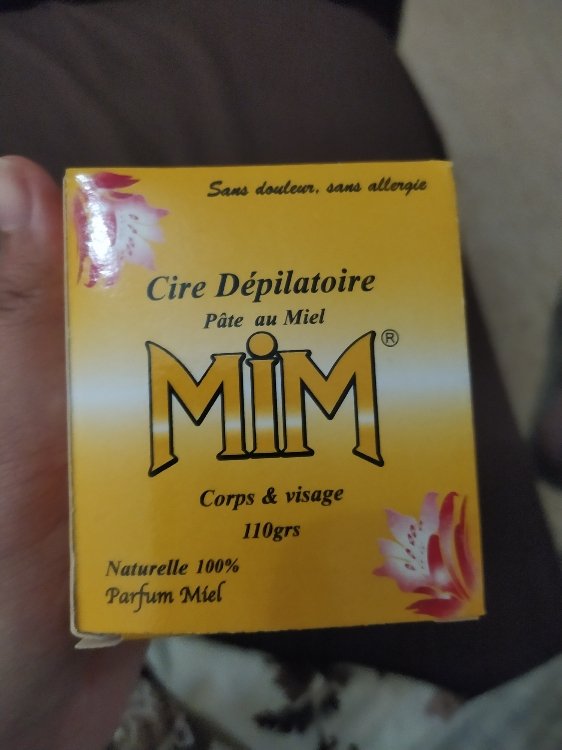 Sans douleur, sans allergie
Cire Dépilatoire
Pâte au Miel
MiM®
Corps & visage
110grs
Naturelle 100%
Parfum Miel